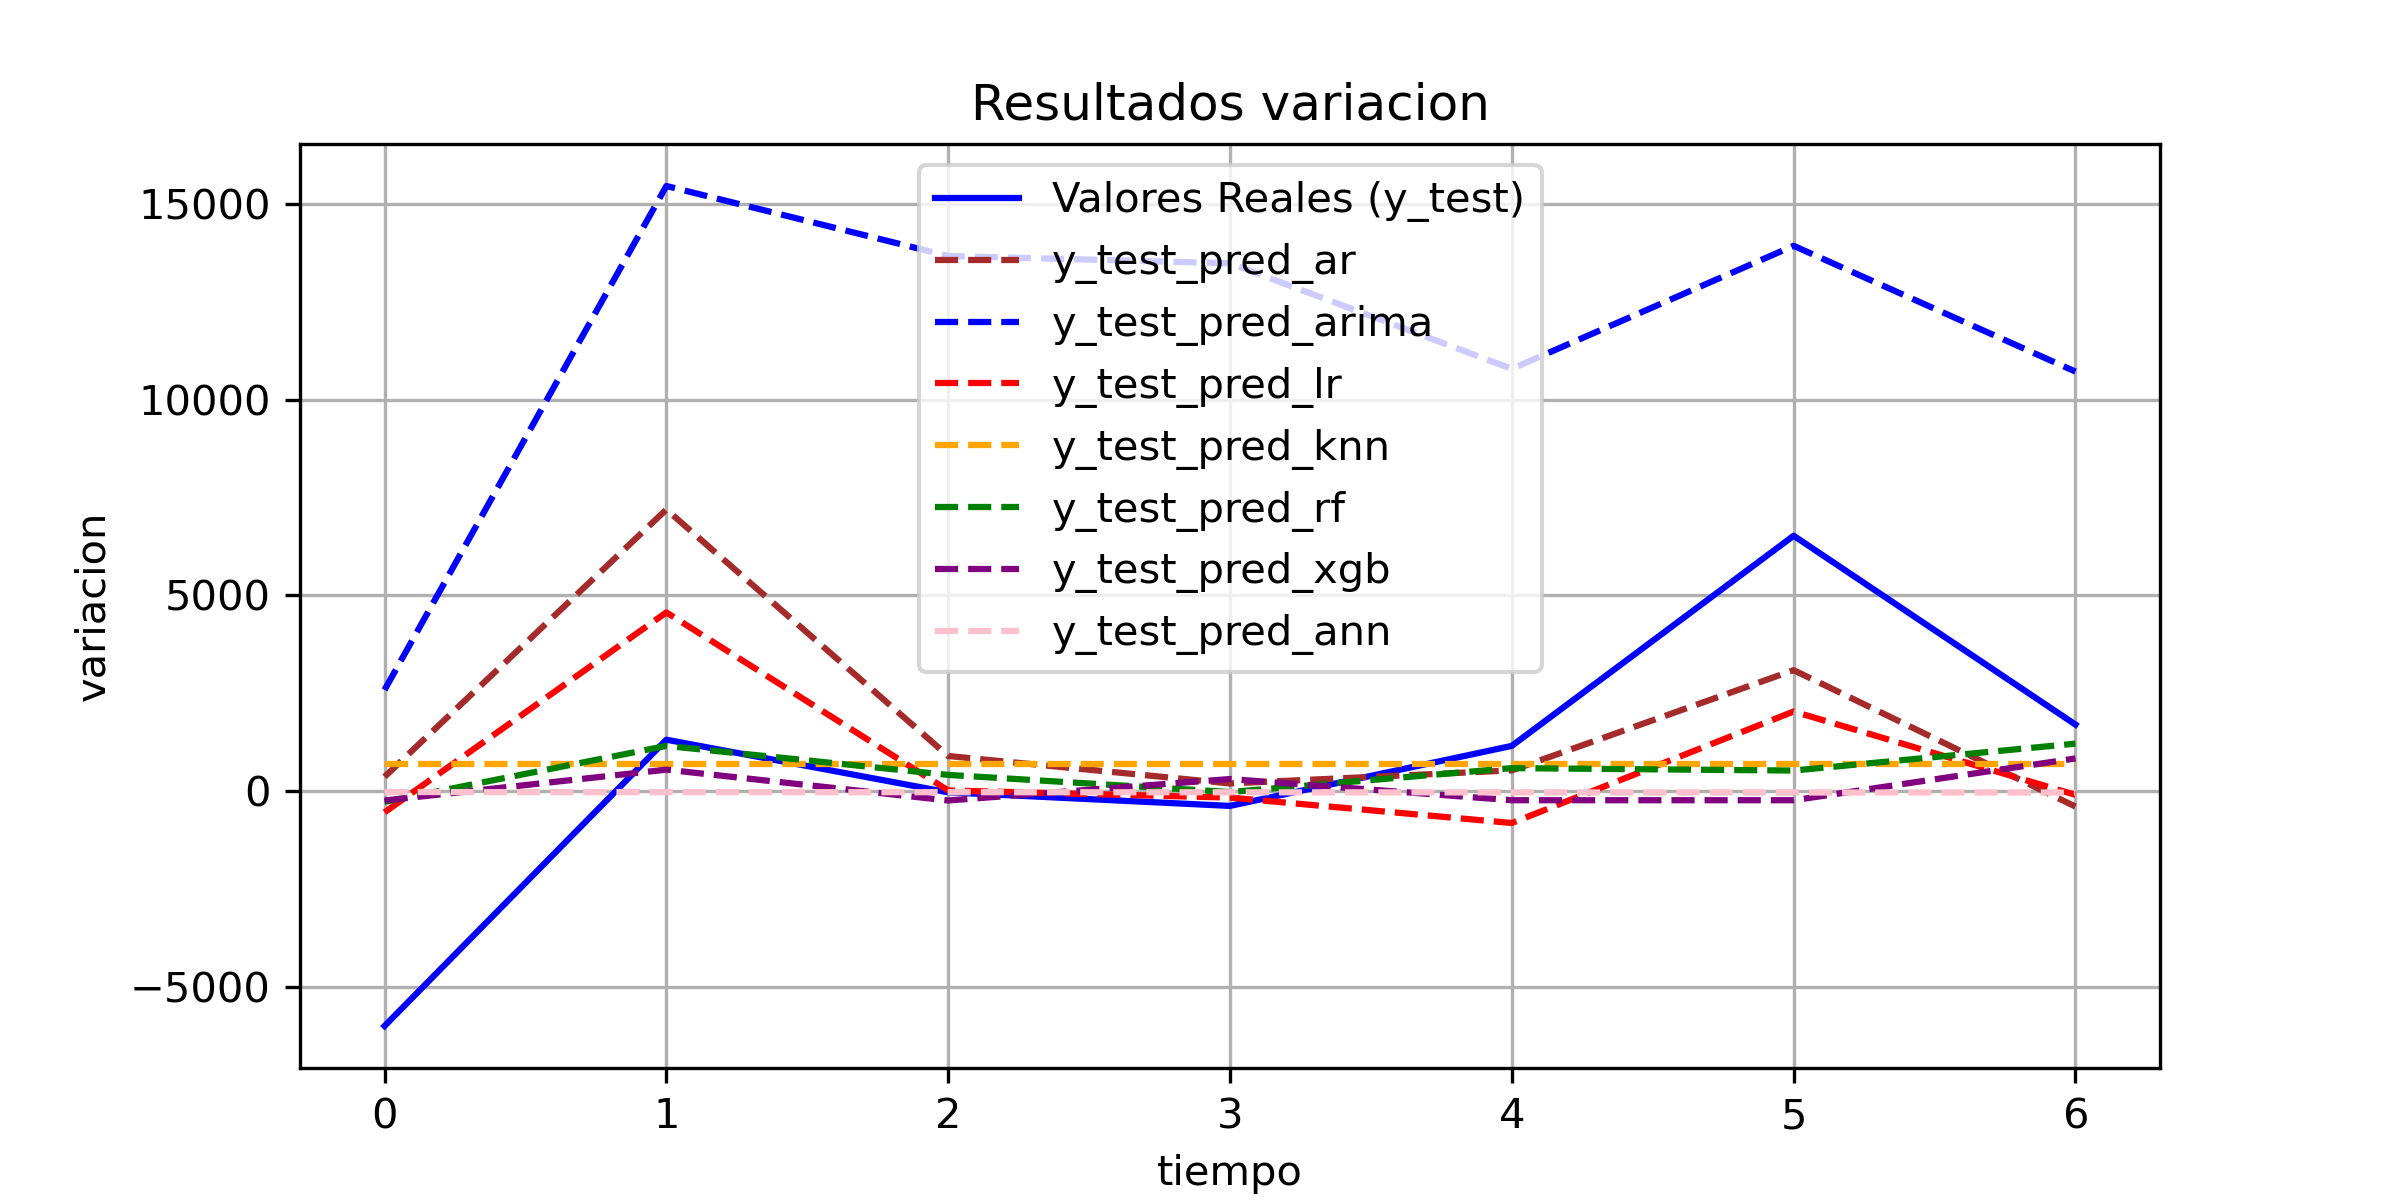 Resultados variacion
15000
10000
5000
0
−5000
variacion
Valores Reales (y_test)
y_test_pred_ar
y_test_pred_arima
y_test_pred_lr
y_test_pred_knn
y_test_pred_rf
y_test_pred_xgb
y_test_pred_ann
0 1 2 3 4 5 6
tiempo